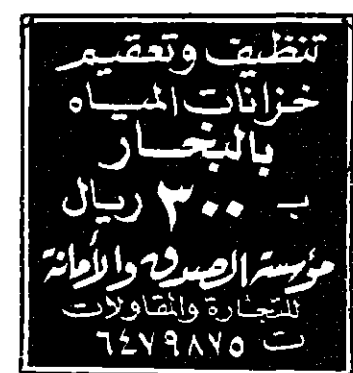 تنظيف وتعقيم
خزانات المياه
بالبخار
بـ ٣٠٠ ريال
مؤسسة الصدق والأمانة
للتجارة والمقاولات
ت ٦٤٧٩٨٧٥